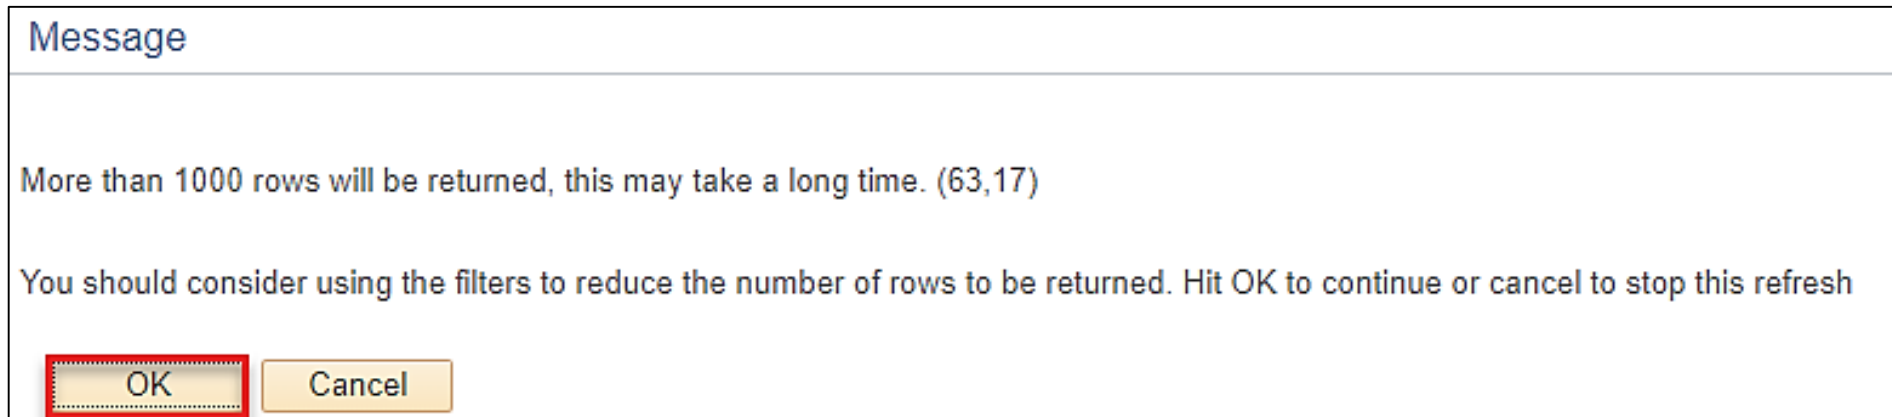 Message
More than 1000 rows will be returned, this may take a long time. (63,17)
You should consider using the filters to reduce the number of rows to be returned. Hit OK to continue or cancel to stop this refresh
OK Cancel